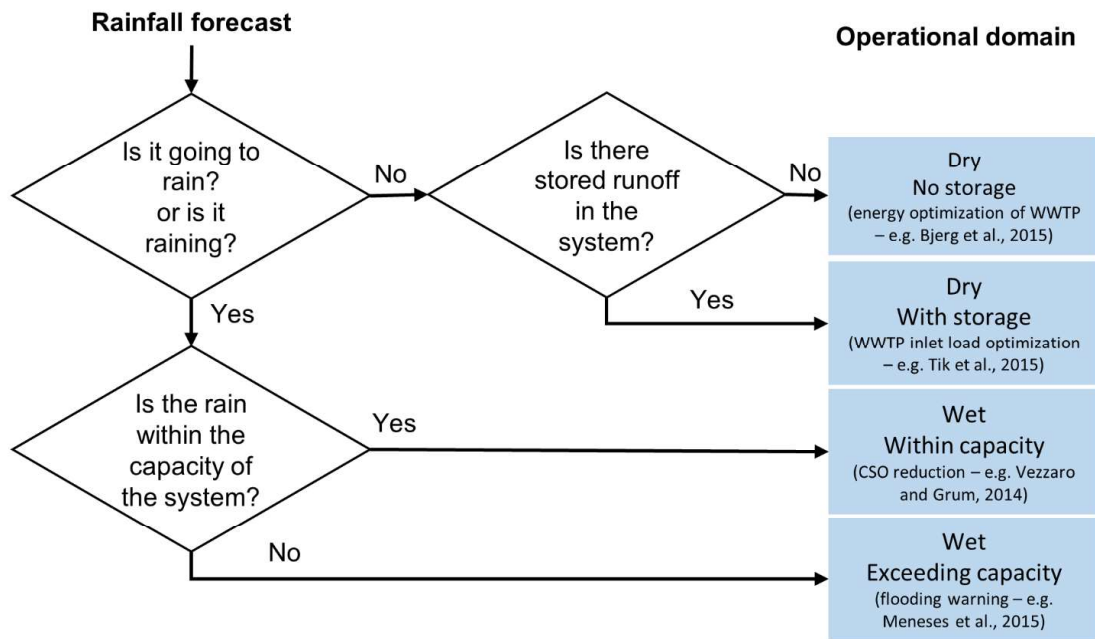 Rainfall forecast
Operational domain
Is it going to
rain?
or is it
raining?
No
Is there
stored runoff
in the
system?
No
Dry
No storage
(energy optimization of WWTP
– e.g. Bjerg et al., 2015)
Yes
Yes
Dry
With storage
(WWTP inlet load optimization
– e.g. Tik et al., 2015)
Is the rain
within the
capacity of
the system?
Yes
Wet
Within capacity
(CSO reduction – e.g. Vezzaro
and Grum, 2014)
No
Wet
Exceeding capacity
(flooding warning – e.g.
Meneses et al., 2015)